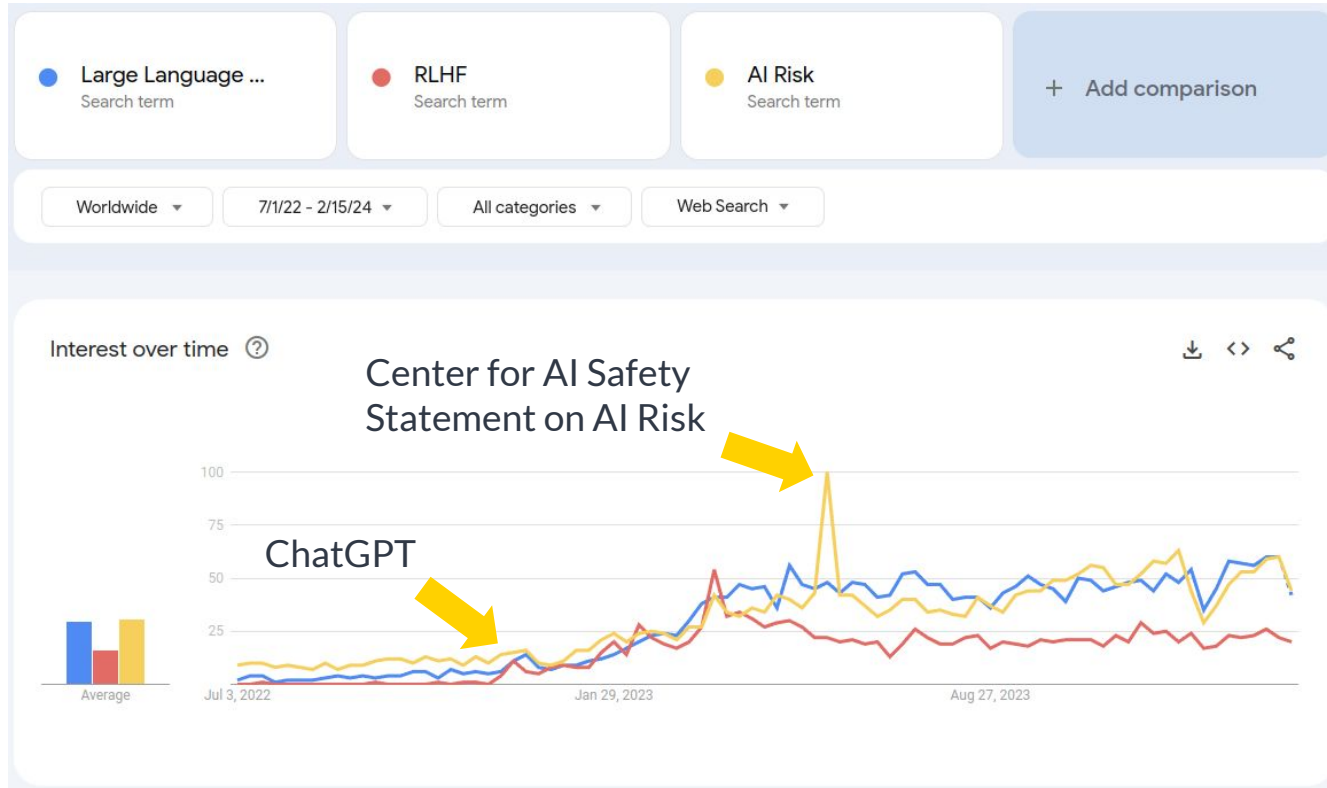 Large Language ...
Search term
RLHF
Search term
AI Risk
Search term
+ Add comparison
Worldwide
7/1/22 - 2/15/24
All categories
Web Search
Interest over time
Center for AI Safety
Statement on AI Risk
ChatGPT
100
75
50
25
Average
Jul 3, 2022
Jan 29, 2023
Aug 27, 2023